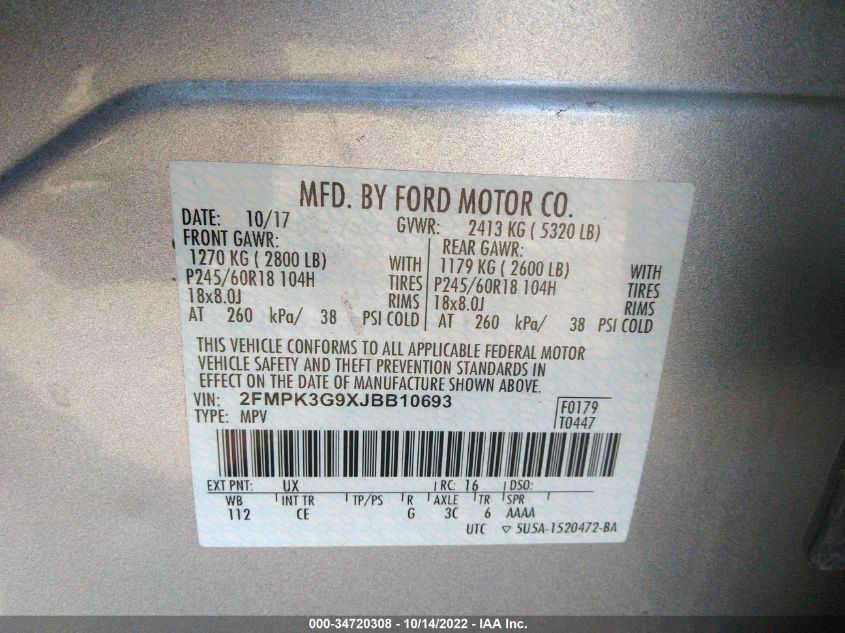 MFD. BY FORD MOTOR CO.
DATE: 10/17 GVWR: 2413 KG ( 5320 LB)
FRONT GAWR: REAR GAWR:
1270 KG ( 2800 LB) WITH 1179 KG ( 2600 LB) WITH
P245/60R18 104H TIRES P245/60R18 104H TIRES
18x8.0J RIMS 18x8.0J RIMS
AT 260 kPa/ 38 PSI COLD AT 260 kPa/ 38 PSI COLD
THIS VEHICLE CONFORMS TO ALL APPLICABLE FEDERAL MOTOR
VEHICLE SAFETY AND THEFT PREVENTION STANDARDS IN
EFFECT ON THE DATE OF MANUFACTURE SHOWN ABOVE.
VIN: 2FMPK3G9XJBB10693 F0179
TYPE: MPV T0447
EXT PNT: UX RC: 16 DSO:
WB INT TR TP/PS R AXLE TR SPR
112 CE G 3C 6 AAAA
UTC ▽ 5U5A-1520472-BA
000-34720308 - 10/14/2022 - IAA Inc.